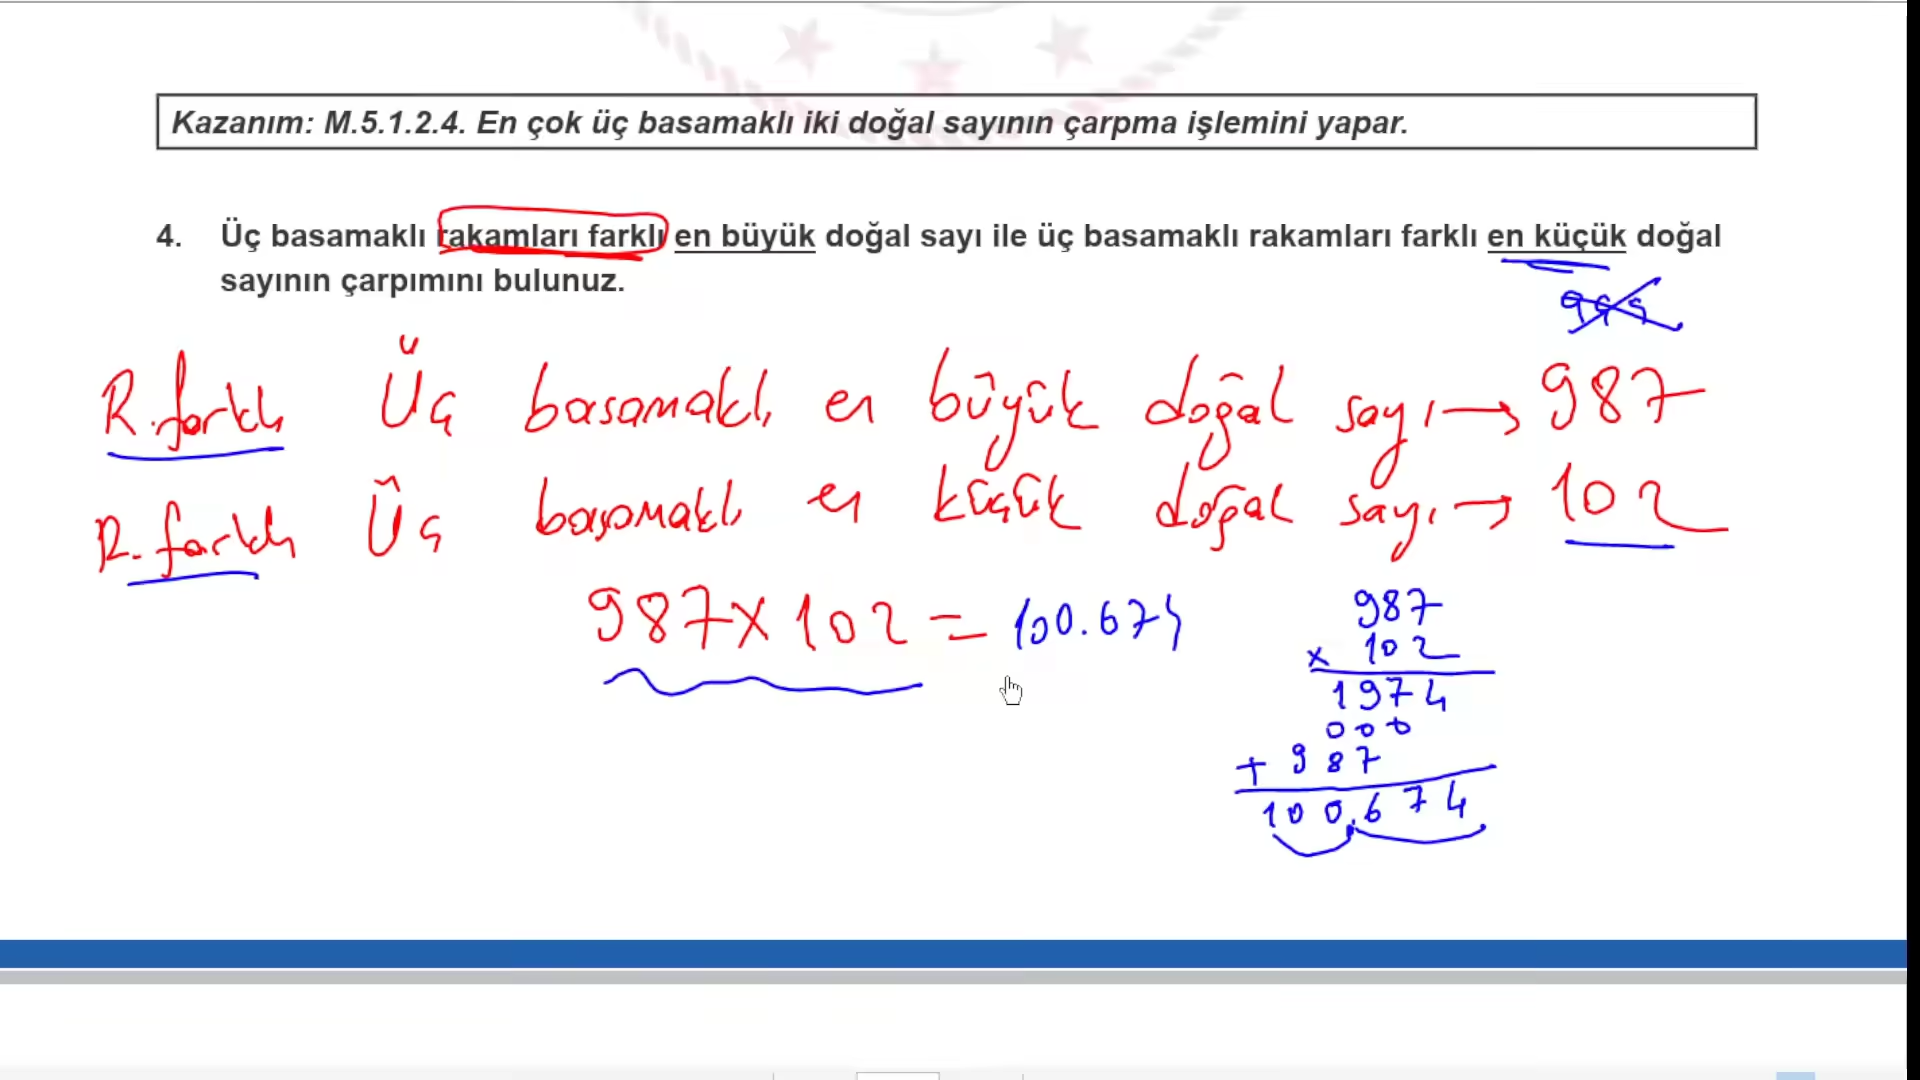 Kazanım: M.5.1.2.4. En çok üç basamaklı iki doğal sayının çarpma işlemini yapar.
4. Üç basamaklı rakamları farklı en büyük doğal sayı ile üç basamaklı rakamları farklı en küçük doğal
sayının çarpımını bulunuz.
999
R.farklı Üç basamaklı en büyük doğal sayı → 987
R.farklı Üç basamaklı en küçük doğal sayı → 102
987 x 102 = 100.674
987
x 102
1974
000
+ 987
100.674